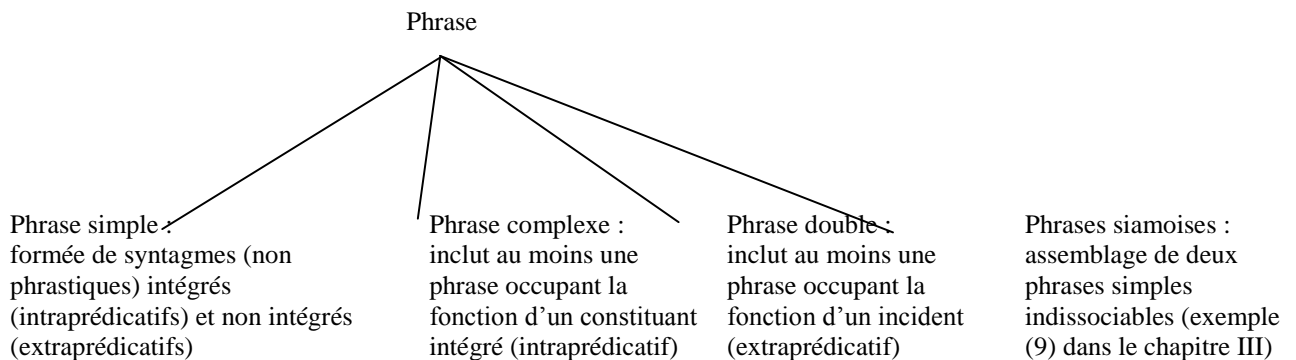 Phrase
Phrase simple :
formée de syntagmes (non
phrastiques) intégrés
(intraprédicatifs) et non intégrés
(extraprédicatifs)
Phrase complexe :
inclut au moins une
phrase occupant la
fonction d’un constituant
intégré (intraprédicatif)
Phrase double :
inclut au moins une
phrase occupant la
fonction d’un incident
(extraprédicatif)
Phrases siamoises :
assemblage de deux
phrases simples
indissociables (exemple
(9) dans le chapitre III)